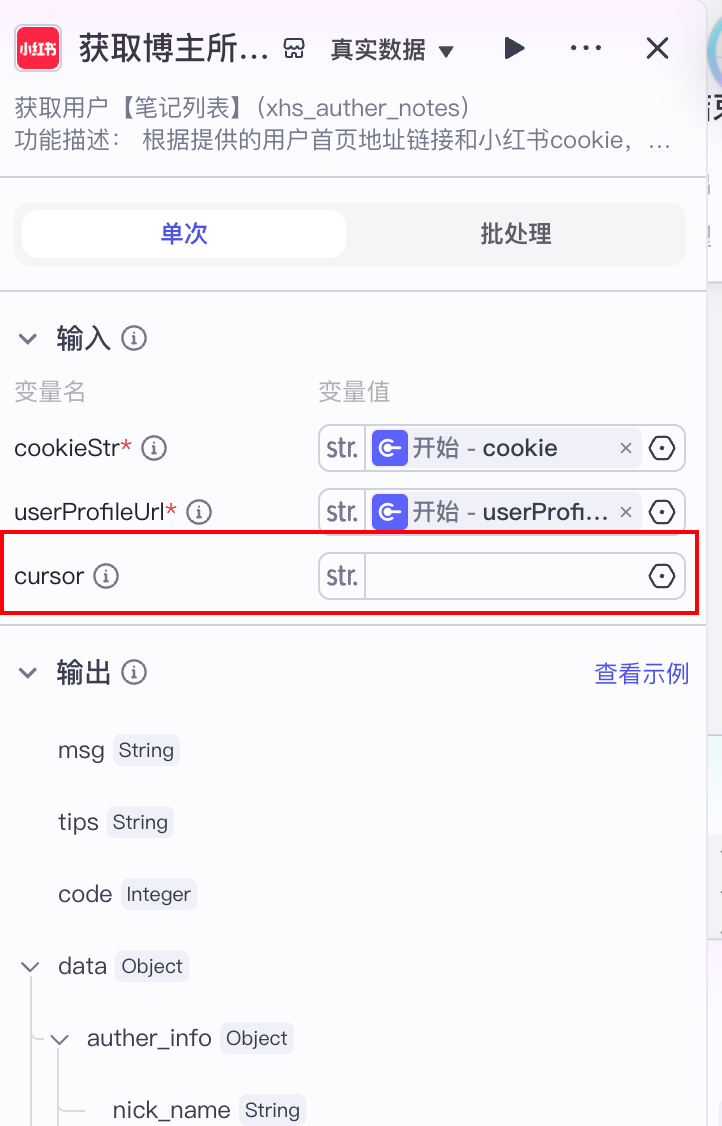 小红书 获取博主所... 真实数据
获取用户【笔记列表】(xhs_auther_notes)
功能描述： 根据提供的用户首页地址链接和小红书cookie，...
单次 批处理
输入
变量名 变量值
cookieStr* str. 开始 - cookie
userProfileUrl* str. 开始 - userProfi...
cursor str.
输出 查看示例
msg String
tips String
code Integer
data Object
auther_info Object
nick_name String